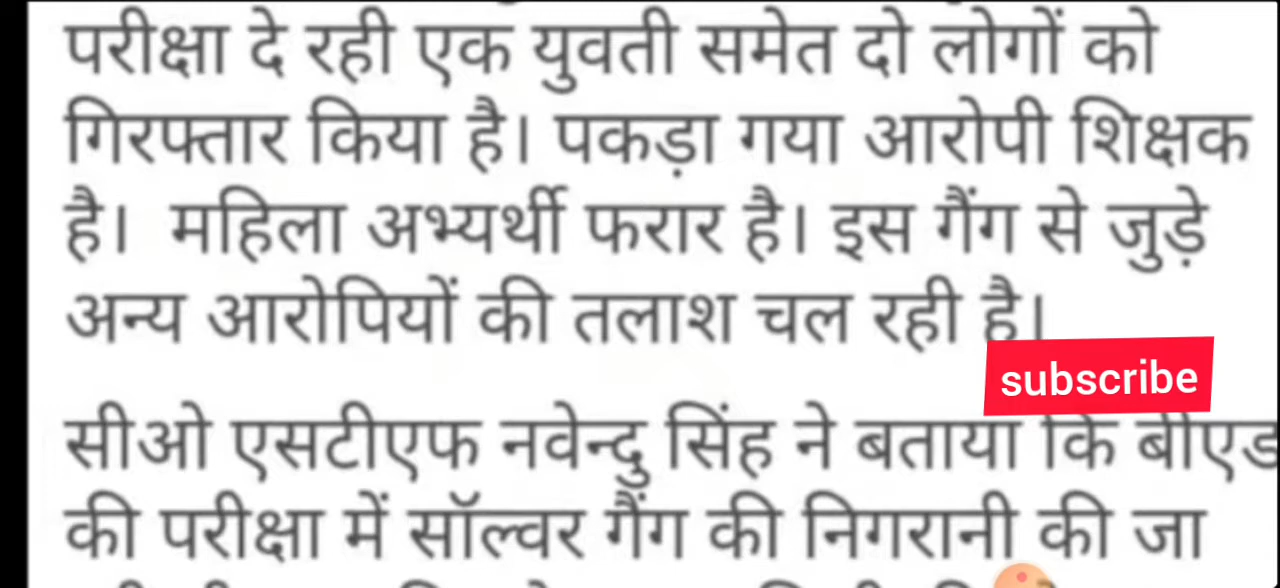 परीक्षा दे रही एक युवती समेत दो लोगों को
गिरफ्तार किया है। पकड़ा गया आरोपी शिक्षक
है। महिला अभ्यर्थी फरार है। इस गैंग से जुड़े
अन्य आरोपियों की तलाश चल रही है।
subscribe
सीओ एसटीएफ नवेन्दु सिंह ने बताया कि बीएड
की परीक्षा में सॉल्वर गैंग की निगरानी की जा